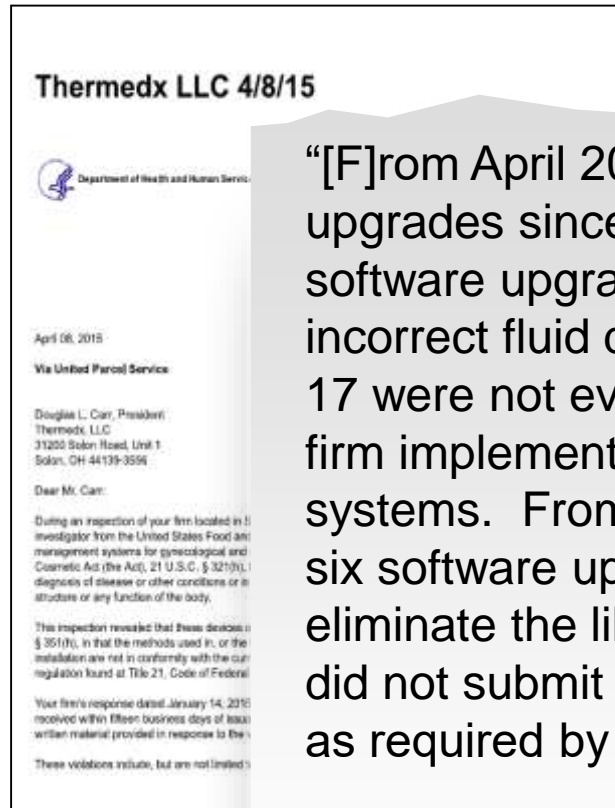 Thermedx LLC 4/8/15
Department of Health and Human Servic
April 08, 2015
Via United Parcel Service
Douglas L. Carr, President
Thermedx, LLC
31200 Solon Road, Unit 1
Solon, OH 44139-3556
Dear Mr. Carr:
During an inspection of your firm located in S
investigator from the United States Food and
management systems for gynecological and
Cosmetic Act (the Act), 21 U.S.C. § 321(h),
diagnosis of disease or other conditions or in
structure or any function of the body.
This inspection revealed that these devices
§ 351(h), in that the methods used in, or the
installation are not in conformity with the cur
regulation found at Title 21, Code of Federal
Your firm's response dated January 14, 2015
received within fifteen business days of issu
written material provided in response to the
These violations include, but are not limited
“[F]rom April 20
upgrades since
software upgra
incorrect fluid
17 were not ev
firm implement
systems. From
six software up
eliminate the li
did not submit
as required by